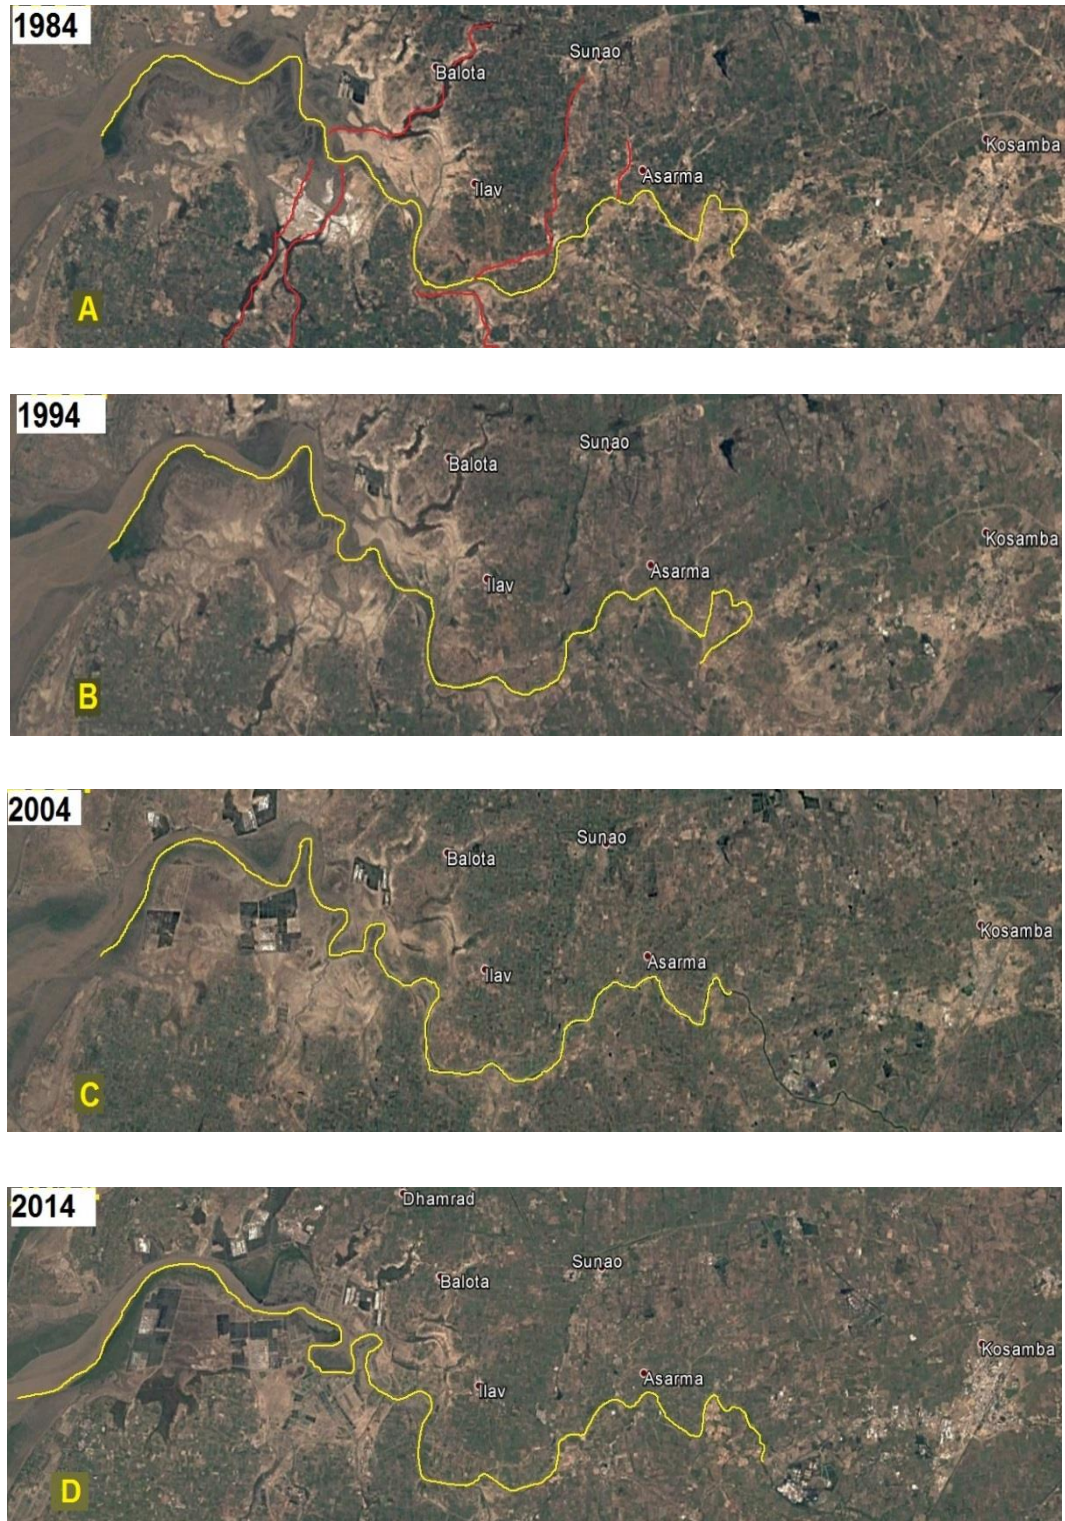 1984
Sunao
Balota
Kosamba
Asarma
Ilav
A
1994
Sunao
Balota
Kosamba
Asarma
Ilav
B
2004
Sunao
Balota
Kosamba
Asarma
Ilav
C
2014
Dhamrad
Sunao
Balota
Kosamba
Asarma
Ilav
D